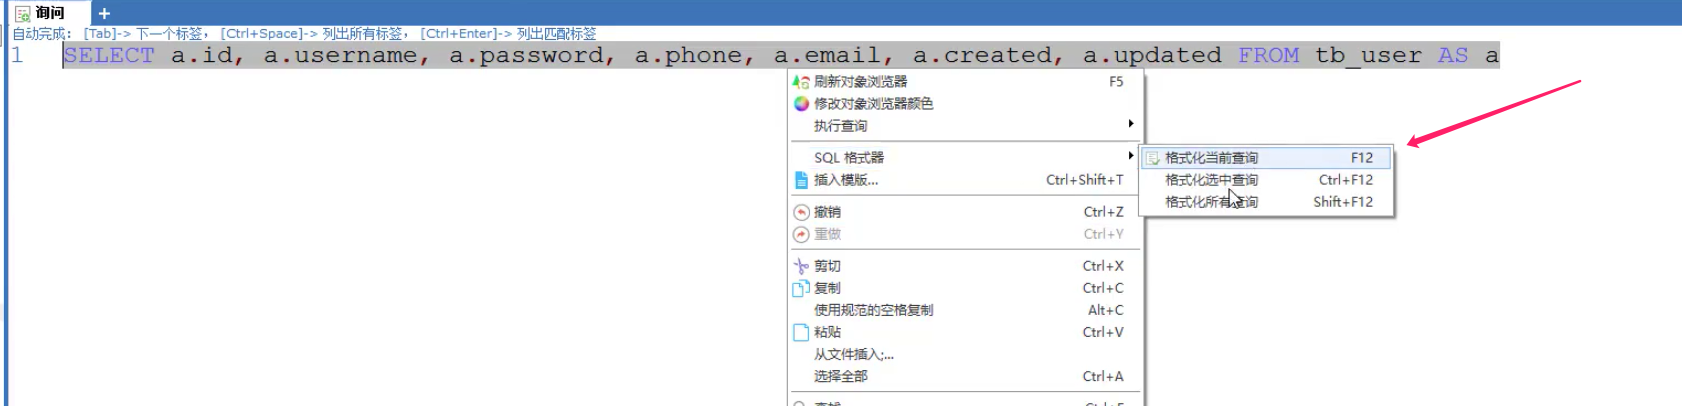 询问
自动完成: [Tab]-> 下一个标签, [Ctrl+Space]-> 列出所有标签, [Ctrl+Enter]-> 列出匹配标签
1 SELECT a.id, a.username, a.password, a.phone, a.email, a.created, a.updated FROM tb_user AS a
刷新对象浏览器 F5
修改对象浏览器颜色
执行查询
SQL 格式器
插入模版... Ctrl+Shift+T
撤销 Ctrl+Z
重做 Ctrl+Y
剪切 Ctrl+X
复制 Ctrl+C
使用规范的空格复制 Alt+C
粘贴 Ctrl+V
从文件插入;...
选择全部 Ctrl+A
格式化当前查询 F12
格式化选中查询 Ctrl+F12
格式化所有查询 Shift+F12